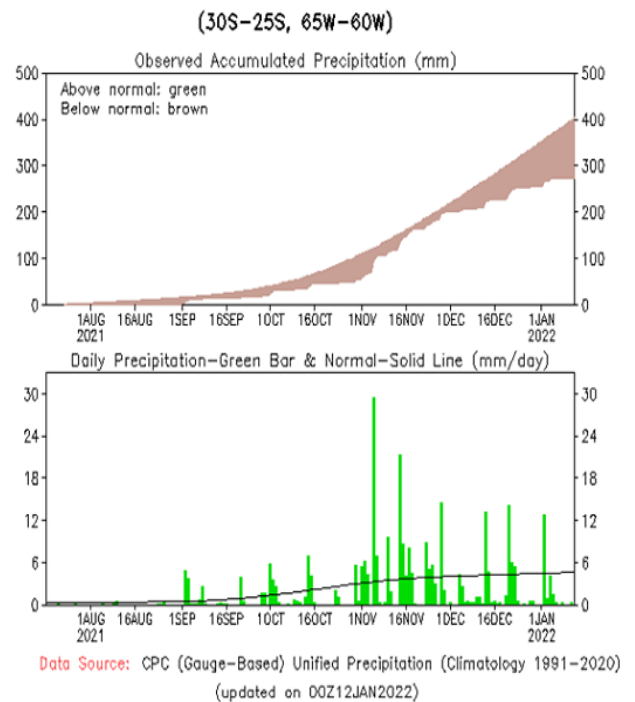 (30S-25S, 65W-60W)
Observed Accumulated Precipitation (mm)
Above normal: green
Below normal: brown
500 500
400 400
300 300
200 200
100 100
0 0
1AUG 16AUG 1SEP 16SEP 1OCT 16OCT 1NOV 16NOV 1DEC 16DEC 1JAN
2021 2022
Daily Precipitation-Green Bar & Normal-Solid Line (mm/day)
30 30
24 24
18 18
12 12
6 6
0 0
1AUG 16AUG 1SEP 16SEP 1OCT 16OCT 1NOV 16NOV 1DEC 16DEC 1JAN
2021 2022
Data Source: CPC (Gauge-Based) Unified Precipitation (Climatology 1991-2020)
(updated on 00Z12JAN2022)